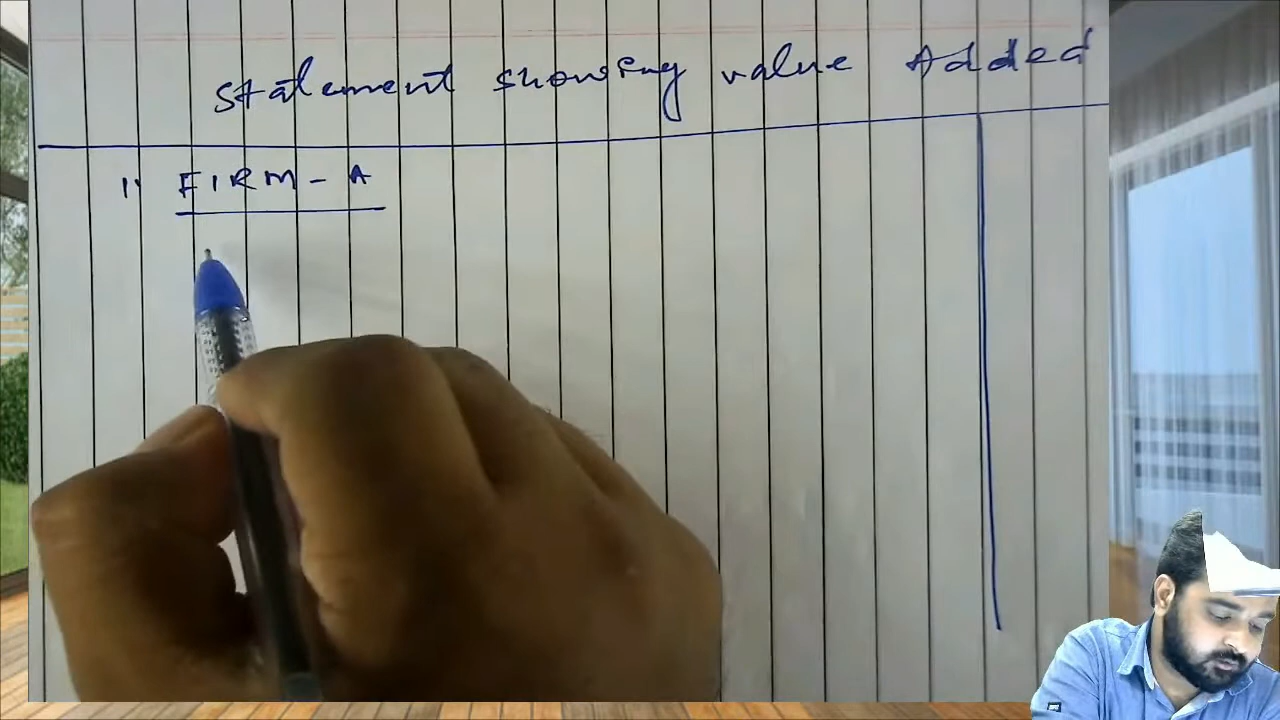 Statement showing value Added
1) FIRM - A